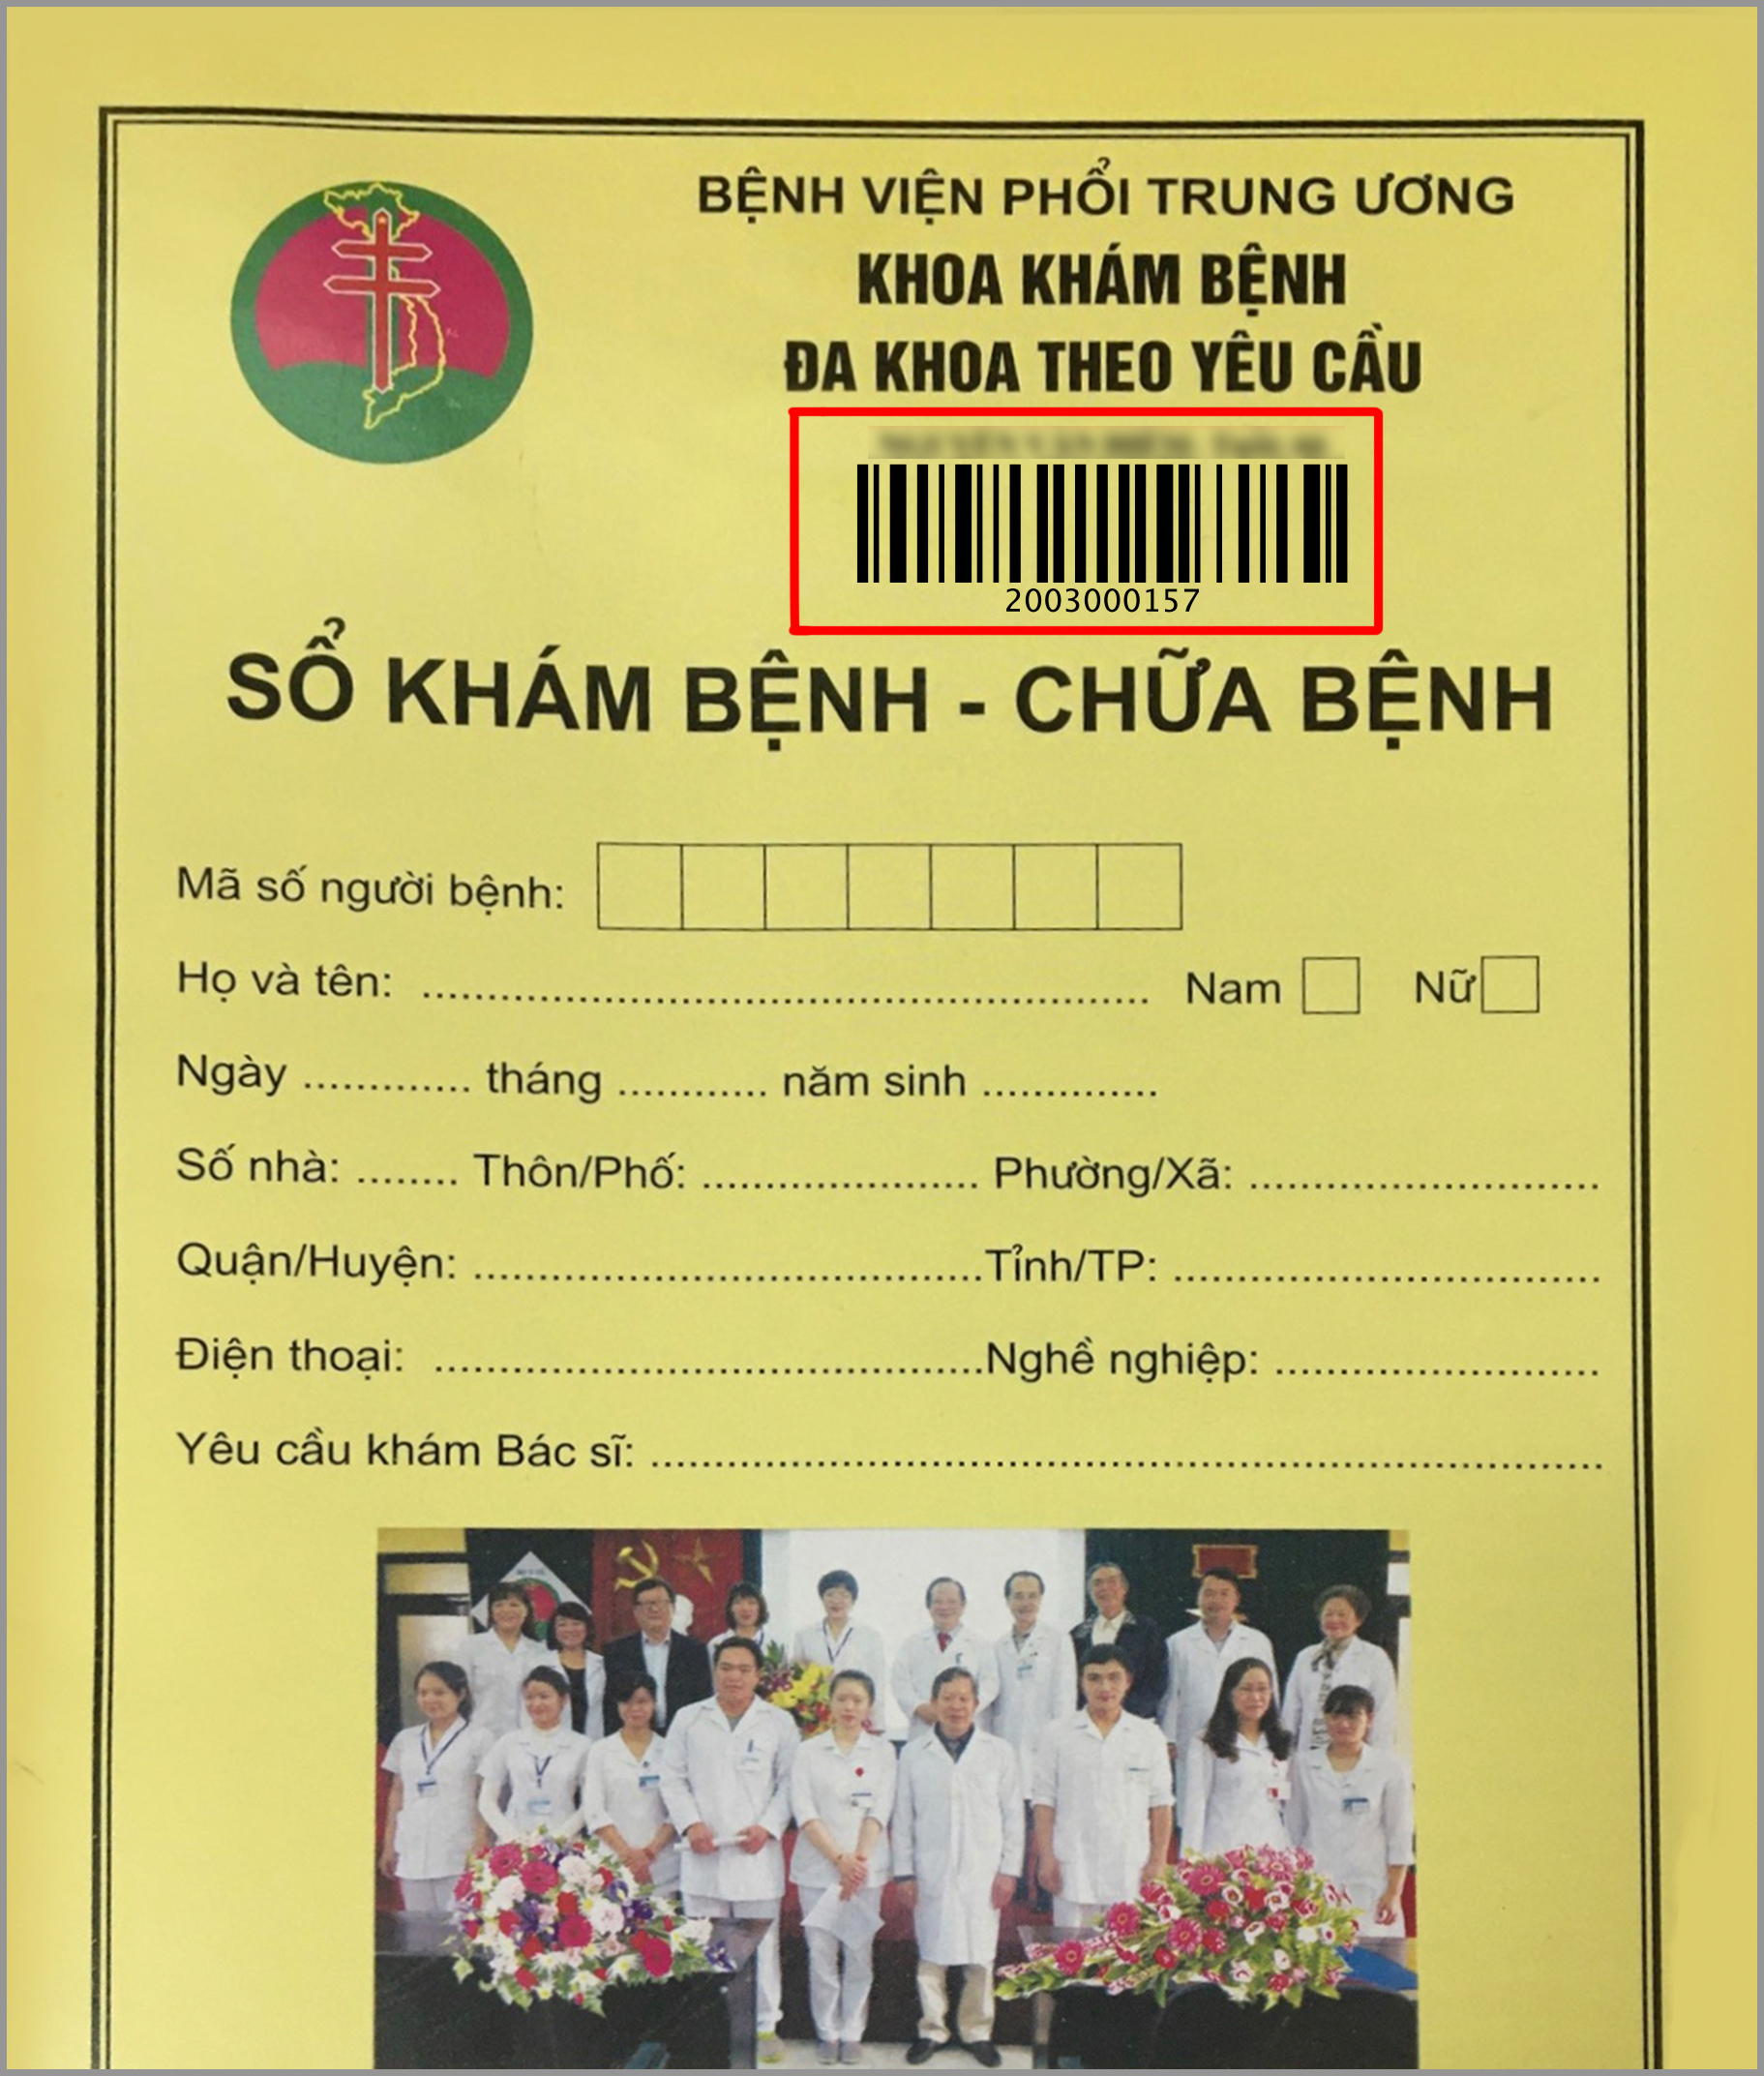 BỆNH VIỆN PHỔI TRUNG ƯƠNG
KHOA KHÁM BỆNH
ĐA KHOA THEO YÊU CẦU
2003000157
SỔ KHÁM BỆNH - CHỮA BỆNH
Mã số người bệnh:
Họ và tên: ........................................................ Nam Nữ
Ngày ............. tháng ............ năm sinh ..............
Số nhà: ........ Thôn/Phố: ...................... Phường/Xã: ............................
Quận/Huyện: ........................................Tỉnh/TP: ..................................
Điện thoại: ...........................................Nghề nghiệp: ..........................
Yêu cầu khám Bác sĩ: ...........................................................................